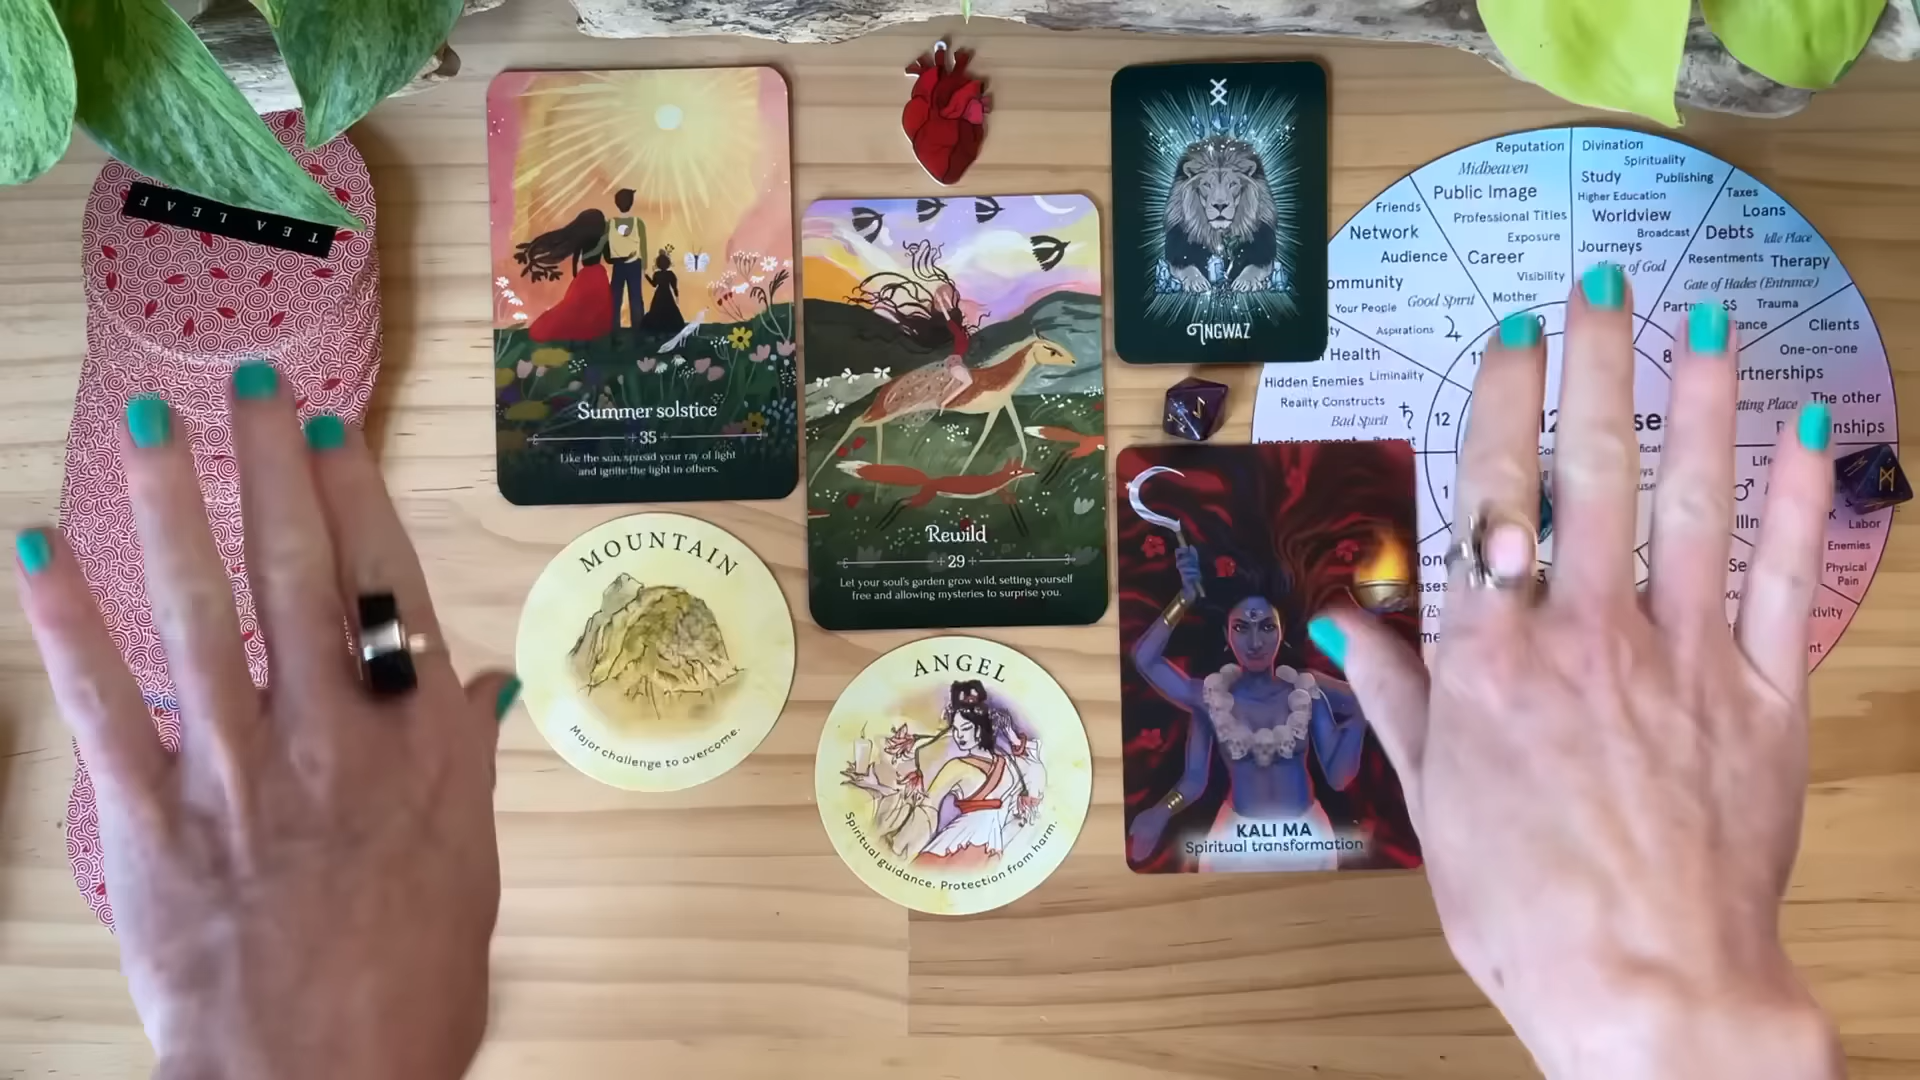 TEA LEAF
Summer solstice
35
Like the sun, spread your ray of light
and ignite the light in others.
MOUNTAIN
Major challenge to overcome.
Rewild
29
Let your soul's garden grow wild, setting yourself
free and allowing mysteries to surprise you.
ANGEL
Spiritual guidance. Protection from harm.
INGWAZ
KALI MA
Spiritual transformation
Reputation
Midheaven
Public Image
Professional Titles
Exposure
Career
Visibility
Mother
Divination
Spirituality
Study
Publishing
Higher Education
Worldview
Broadcast
Journeys
of God
Taxes
Loans
Debts
Idle Place
Resentments
Therapy
Gate of Hades (Entrance)
$$
Trauma
8
Clients
One-on-one
The other
Friends
Network
Audience
Your People
Good Spirit
Aspirations
11
Health
Hidden Enemies
Liminality
Reality Constructs
Bad Spirit
12
12
1
Labor
Enemies
Physical
Pain
3